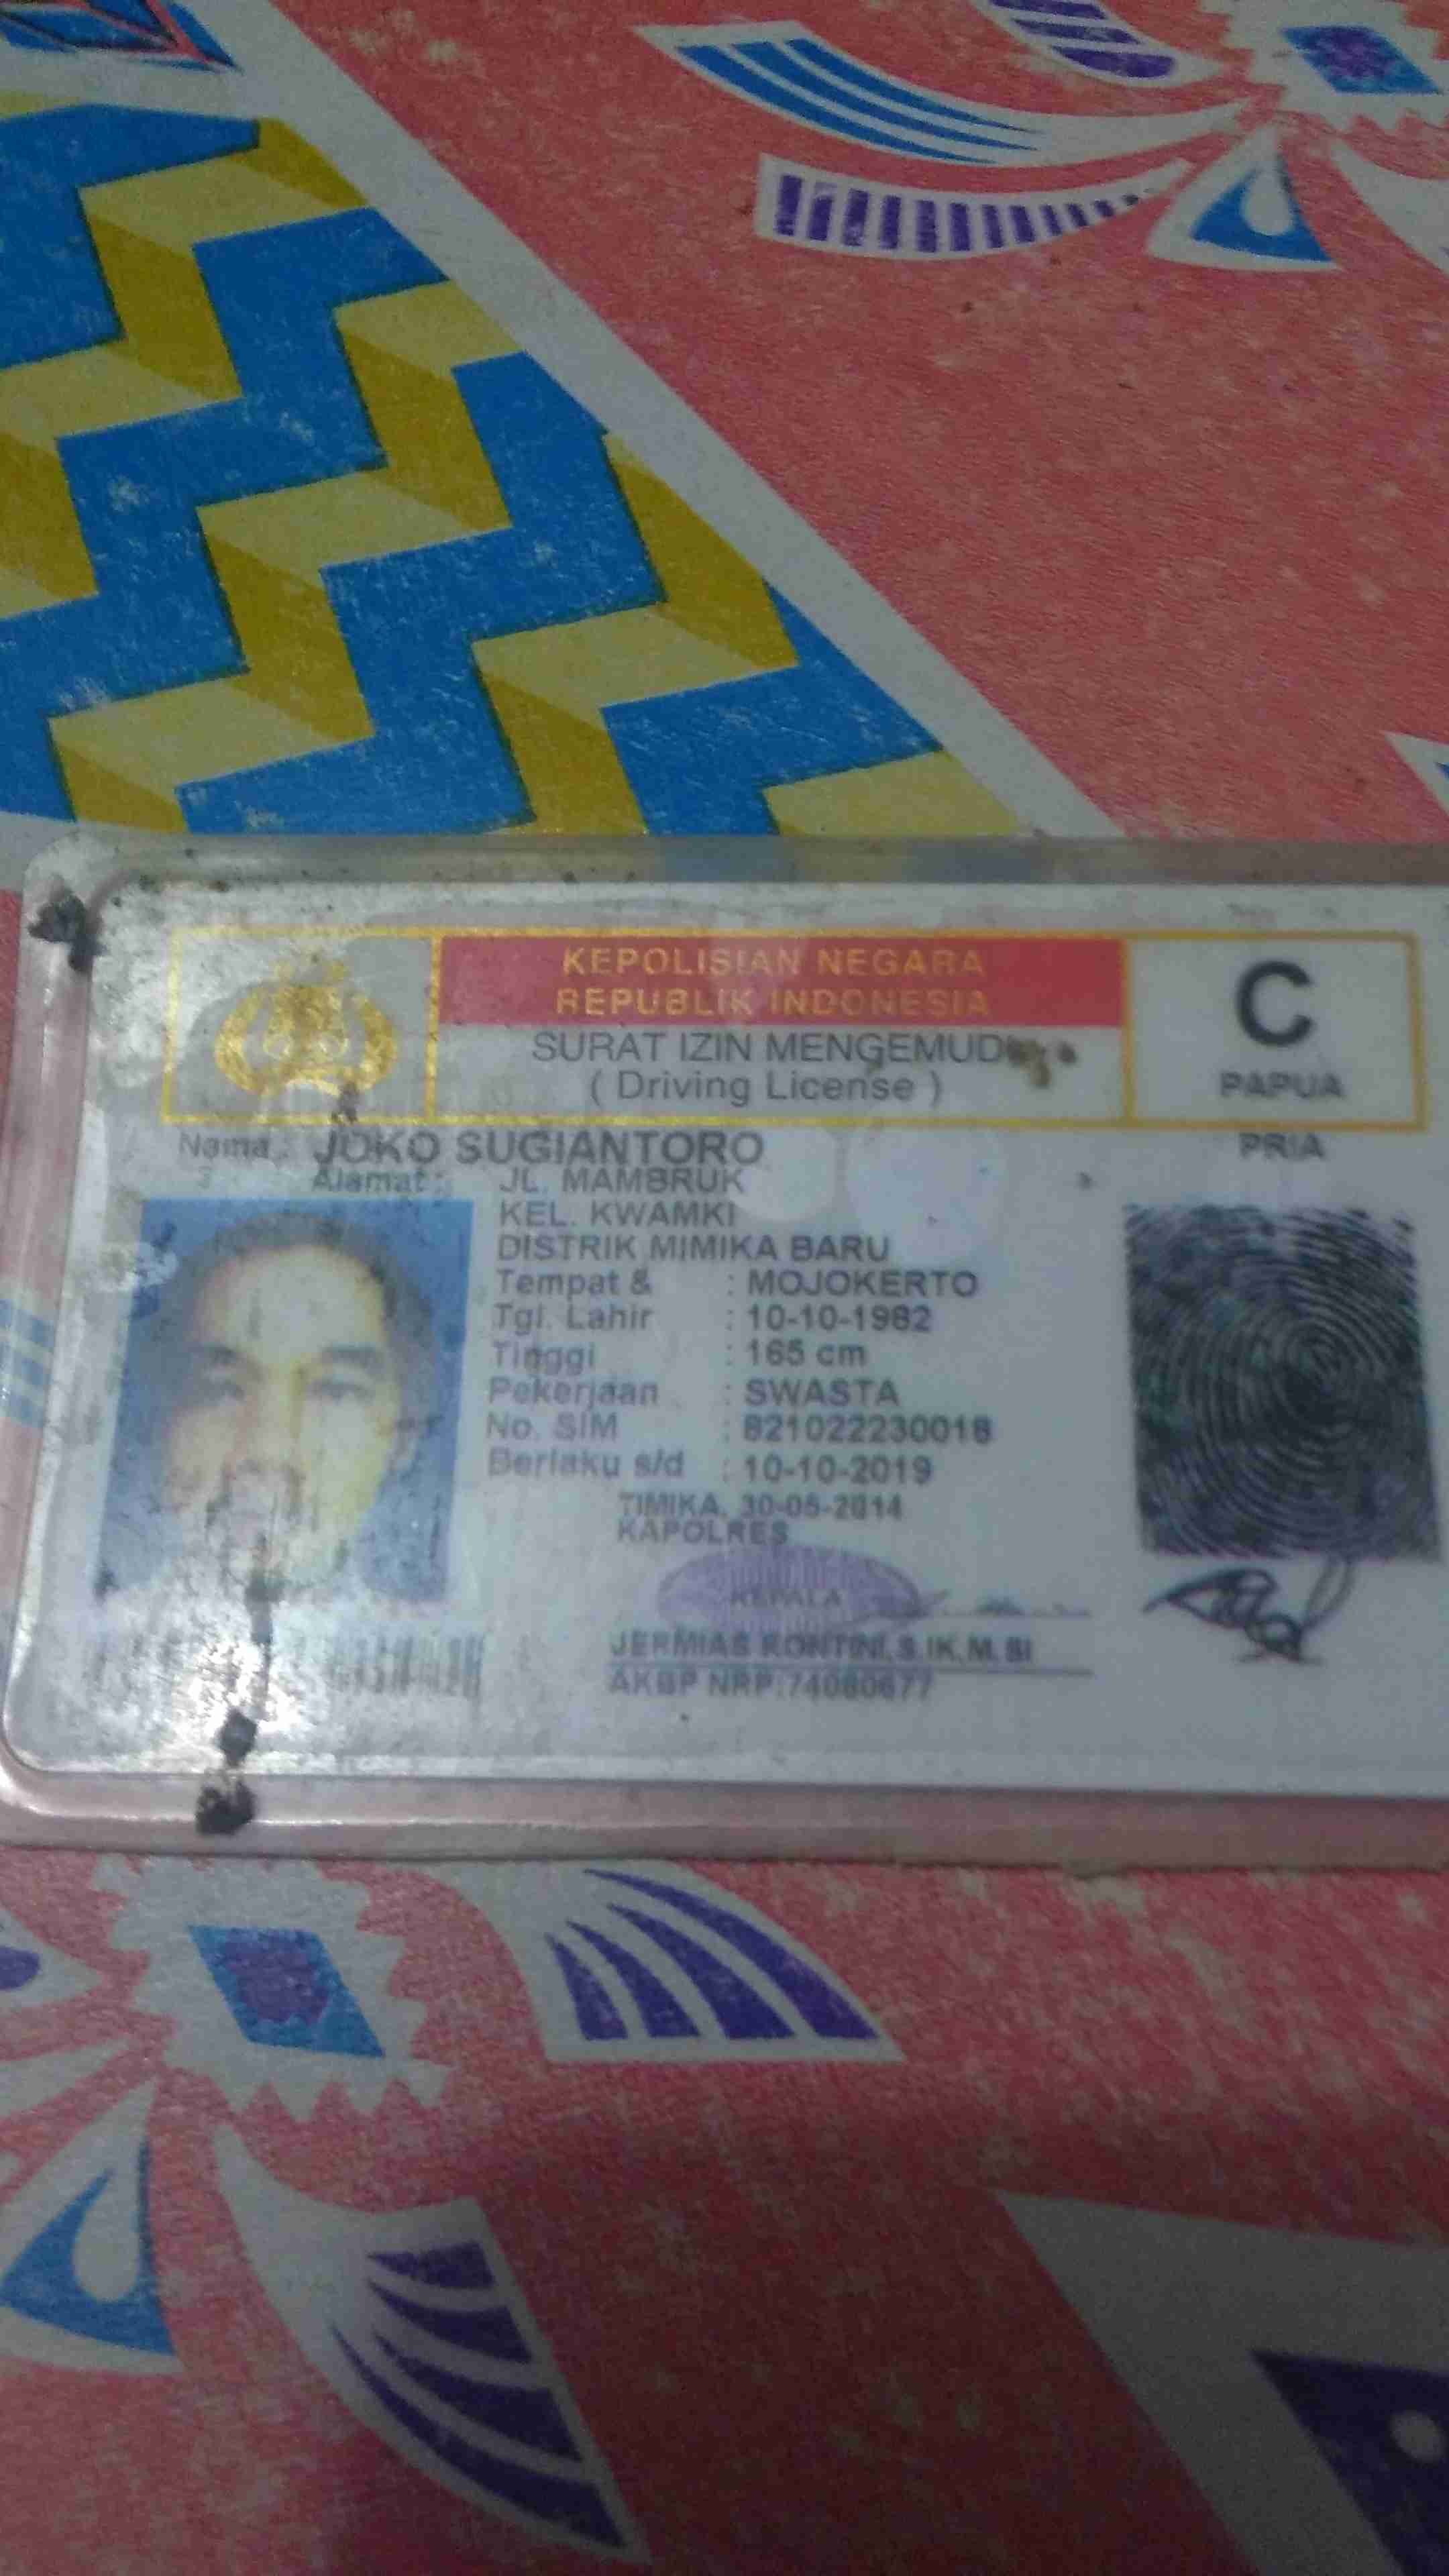 KEPOLISIAN NEGARA
REPUBLIK INDONESIA
SURAT IZIN MENGEMUD
( Driving License )
C
PAPUA
PRIA
Nama : JOKO SUGIANTORO
Alamat : JL. MAMBRUK
KEL. KWAMKI
DISTRIK MIMIKA BARU
Tempat & : MOJOKERTO
Tgl. Lahir : 10-10-1982
Tinggi : 165 cm
Pekerjaan : SWASTA
No. SIM : 821022230018
Berlaku s/d : 10-10-2019
TIMIKA, 30-05-2014
KAPOLRES
KEPALA
JERMIAS RONTINI, S.IK, M. SI
AKBP NRP:74080677